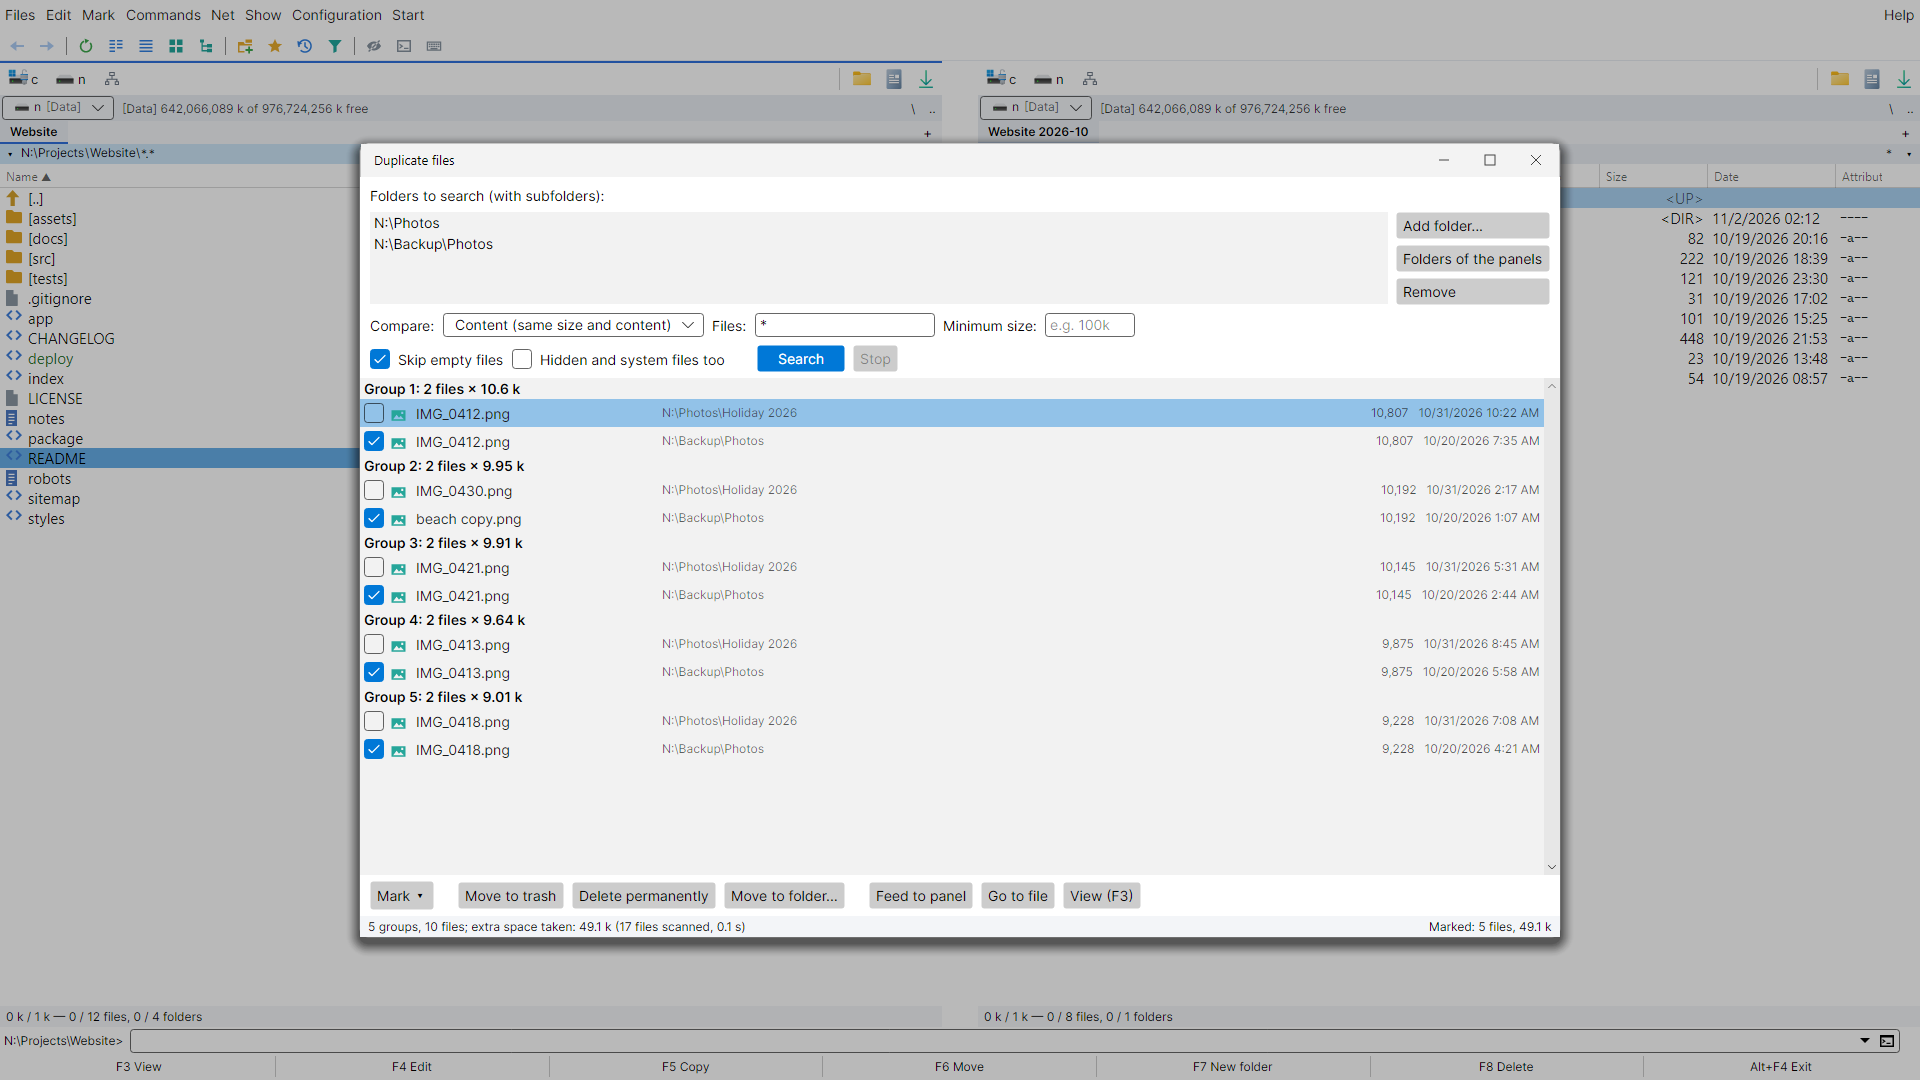 Files Edit Mark Commands Net Show Configuration Start Help
c n
c n
n [Data] [Data] 642,066,089 k of 976,724,256 k free \ ..
n [Data] [Data] 642,066,089 k of 976,724,256 k free \ ..
Website +
Website 2026-10 +
N:\Projects\Website\*.*
* 
Name
Size Date Attribut
[..]
[assets]
[docs]
[src]
[tests]
.gitignore
app
CHANGELOG
deploy
index
LICENSE
notes
package
README
robots
sitemap
styles
<UP>
<DIR> 11/2/2026 02:12 ----
82 10/19/2026 20:16 -a--
222 10/19/2026 18:39 -a--
121 10/19/2026 23:30 -a--
31 10/19/2026 17:02 -a--
101 10/19/2026 15:25 -a--
448 10/19/2026 21:53 -a--
23 10/19/2026 13:48 -a--
54 10/19/2026 08:57 -a--
Duplicate files
Folders to search (with subfolders):
N:\Photos
N:\Backup\Photos
Add folder...
Folders of the panels
Remove
Compare: Content (same size and content) Files: * Minimum size: e.g. 100k
Skip empty files Hidden and system files too Search Stop
Group 1: 2 files × 10.6 k
IMG_0412.png N:\Photos\Holiday 2026 10,807 10/31/2026 10:22 AM
IMG_0412.png N:\Backup\Photos 10,807 10/20/2026 7:35 AM
Group 2: 2 files × 9.95 k
IMG_0430.png N:\Photos\Holiday 2026 10,192 10/31/2026 2:17 AM
beach copy.png N:\Backup\Photos 10,192 10/20/2026 1:07 AM
Group 3: 2 files × 9.91 k
IMG_0421.png N:\Photos\Holiday 2026 10,145 10/31/2026 5:31 AM
IMG_0421.png N:\Backup\Photos 10,145 10/20/2026 2:44 AM
Group 4: 2 files × 9.64 k
IMG_0413.png N:\Photos\Holiday 2026 9,875 10/31/2026 8:45 AM
IMG_0413.png N:\Backup\Photos 9,875 10/20/2026 5:58 AM
Group 5: 2 files × 9.01 k
IMG_0418.png N:\Photos\Holiday 2026 9,228 10/31/2026 7:08 AM
IMG_0418.png N:\Backup\Photos 9,228 10/20/2026 4:21 AM
Mark Move to trash Delete permanently Move to folder... Feed to panel Go to file View (F3)
5 groups, 10 files; extra space taken: 49.1 k (17 files scanned, 0.1 s) Marked: 5 files, 49.1 k
0 k / 1 k — 0 / 12 files, 0 / 4 folders
0 k / 1 k — 0 / 8 files, 0 / 1 folders
N:\Projects\Website>
F3 View F4 Edit F5 Copy F6 Move F7 New folder F8 Delete Alt+F4 Exit